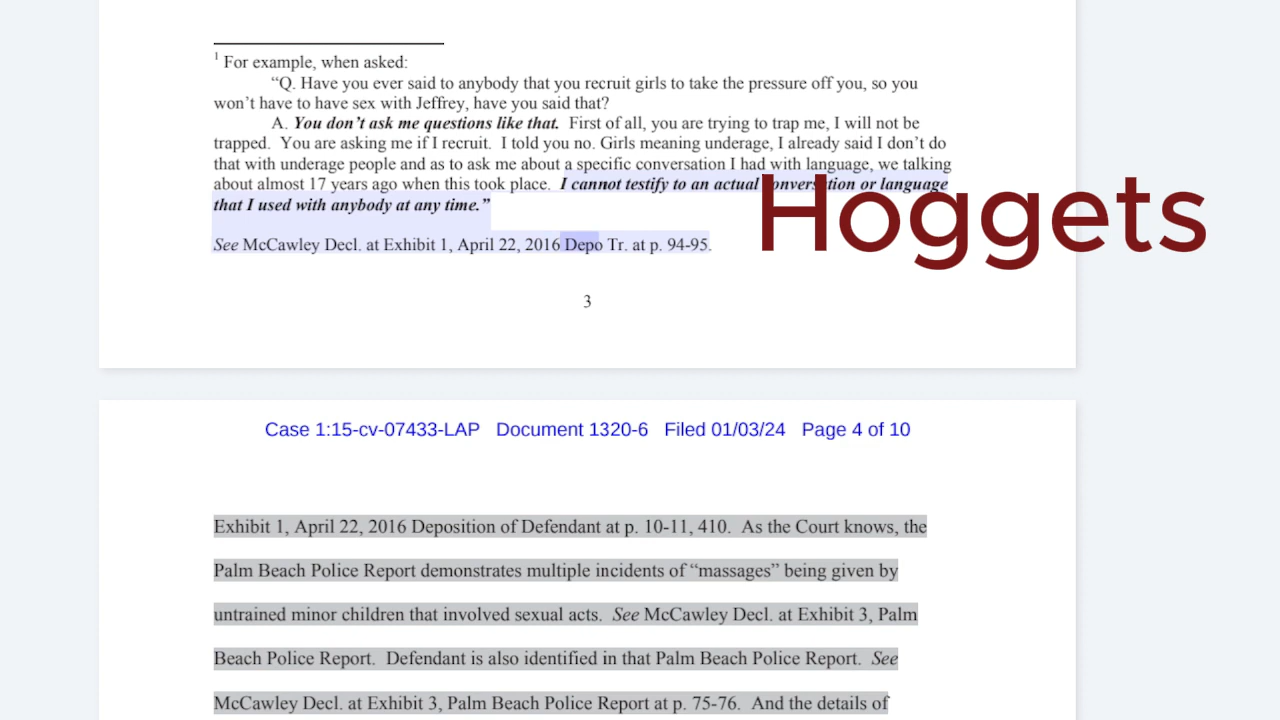 1 For example, when asked:
“Q. Have you ever said to anybody that you recruit girls to take the pressure off you, so you
won’t have to have sex with Jeffrey, have you said that?
A. You don’t ask me questions like that. First of all, you are trying to trap me, I will not be
trapped. You are asking me if I recruit. I told you no. Girls meaning underage, I already said I don’t do
that with underage people and as to ask me about a specific conversation I had with language, we talking
about almost 17 years ago when this took place. I cannot testify to an actual conversation or language
that I used with anybody at any time.”
See McCawley Decl. at Exhibit 1, April 22, 2016 Depo Tr. at p. 94-95.
Hoggets
3
Case 1:15-cv-07433-LAP Document 1320-6 Filed 01/03/24 Page 4 of 10
Exhibit 1, April 22, 2016 Deposition of Defendant at p. 10-11, 410. As the Court knows, the
Palm Beach Police Report demonstrates multiple incidents of “massages” being given by
untrained minor children that involved sexual acts. See McCawley Decl. at Exhibit 3, Palm
Beach Police Report. Defendant is also identified in that Palm Beach Police Report. See
McCawley Decl. at Exhibit 3, Palm Beach Police Report at p. 75-76. And the details of